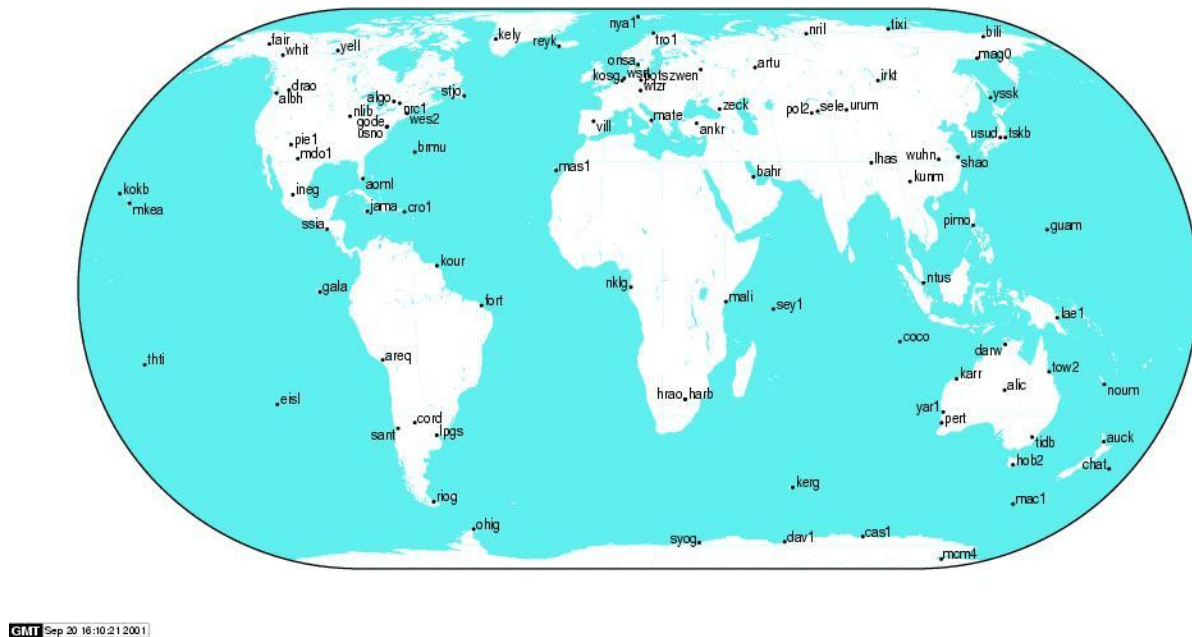 nya1
fair
whit
yell
kely
reyk
tro1
nril
tixi
bili
mag0
onsa
kosg
wsrt
potszwen
wtzr
artu
irkt
drao
albh
algo
stjo
nlib
grc1
gode
wes2
usno
vill
mate
zeck
ankr
pol2
sele
urum
yssk
usud
tskb
pie1
mdo1
brmu
mas1
bahr
lhas
wuhn
shao
kunm
kokb
mkea
ineg
aoml
jama
cro1
ssia
pimo
guam
kour
gala
fort
nklg
mali
sey1
ntus
lae1
coco
darw
thti
areq
karr
alic
tow2
noum
eisl
hrao
harb
yar1
pert
cord
sant
lpgs
tidb
auck
hob2
chat
kerg
mac1
riog
ohig
syog
dav1
cas1
mcm4
GMT Sep 20 16:10:21 2001